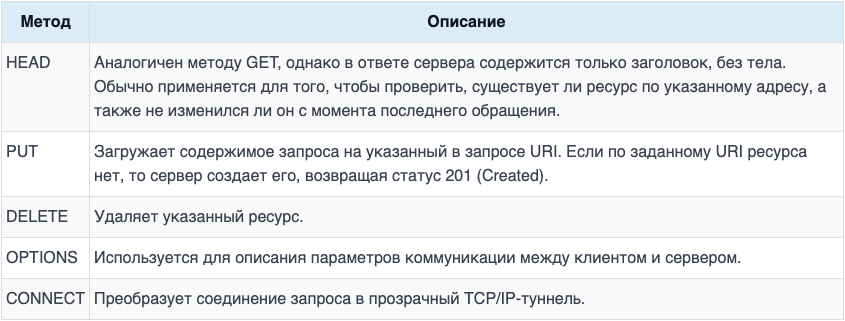 Метод Описание
HEAD Аналогичен методу GET, однако в ответе сервера содержится только заголовок, без тела.
Обычно применяется для того, чтобы проверить, существует ли ресурс по указанному адресу, а
также не изменился ли он с момента последнего обращения.
PUT Загружает содержимое запроса на указанный в запросе URI. Если по заданному URI ресурса
нет, то сервер создает его, возвращая статус 201 (Created).
DELETE Удаляет указанный ресурс.
OPTIONS Используется для описания параметров коммуникации между клиентом и сервером.
CONNECT Преобразует соединение запроса в прозрачный TCP/IP-туннель.